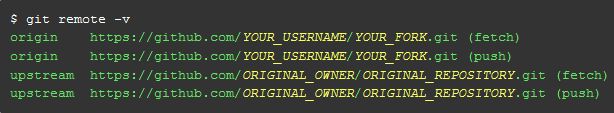 $ git remote -v
origin    https://github.com/YOUR_USERNAME/YOUR_FORK.git (fetch)
origin    https://github.com/YOUR_USERNAME/YOUR_FORK.git (push)
upstream  https://github.com/ORIGINAL_OWNER/ORIGINAL_REPOSITORY.git (fetch)
upstream  https://github.com/ORIGINAL_OWNER/ORIGINAL_REPOSITORY.git (push)